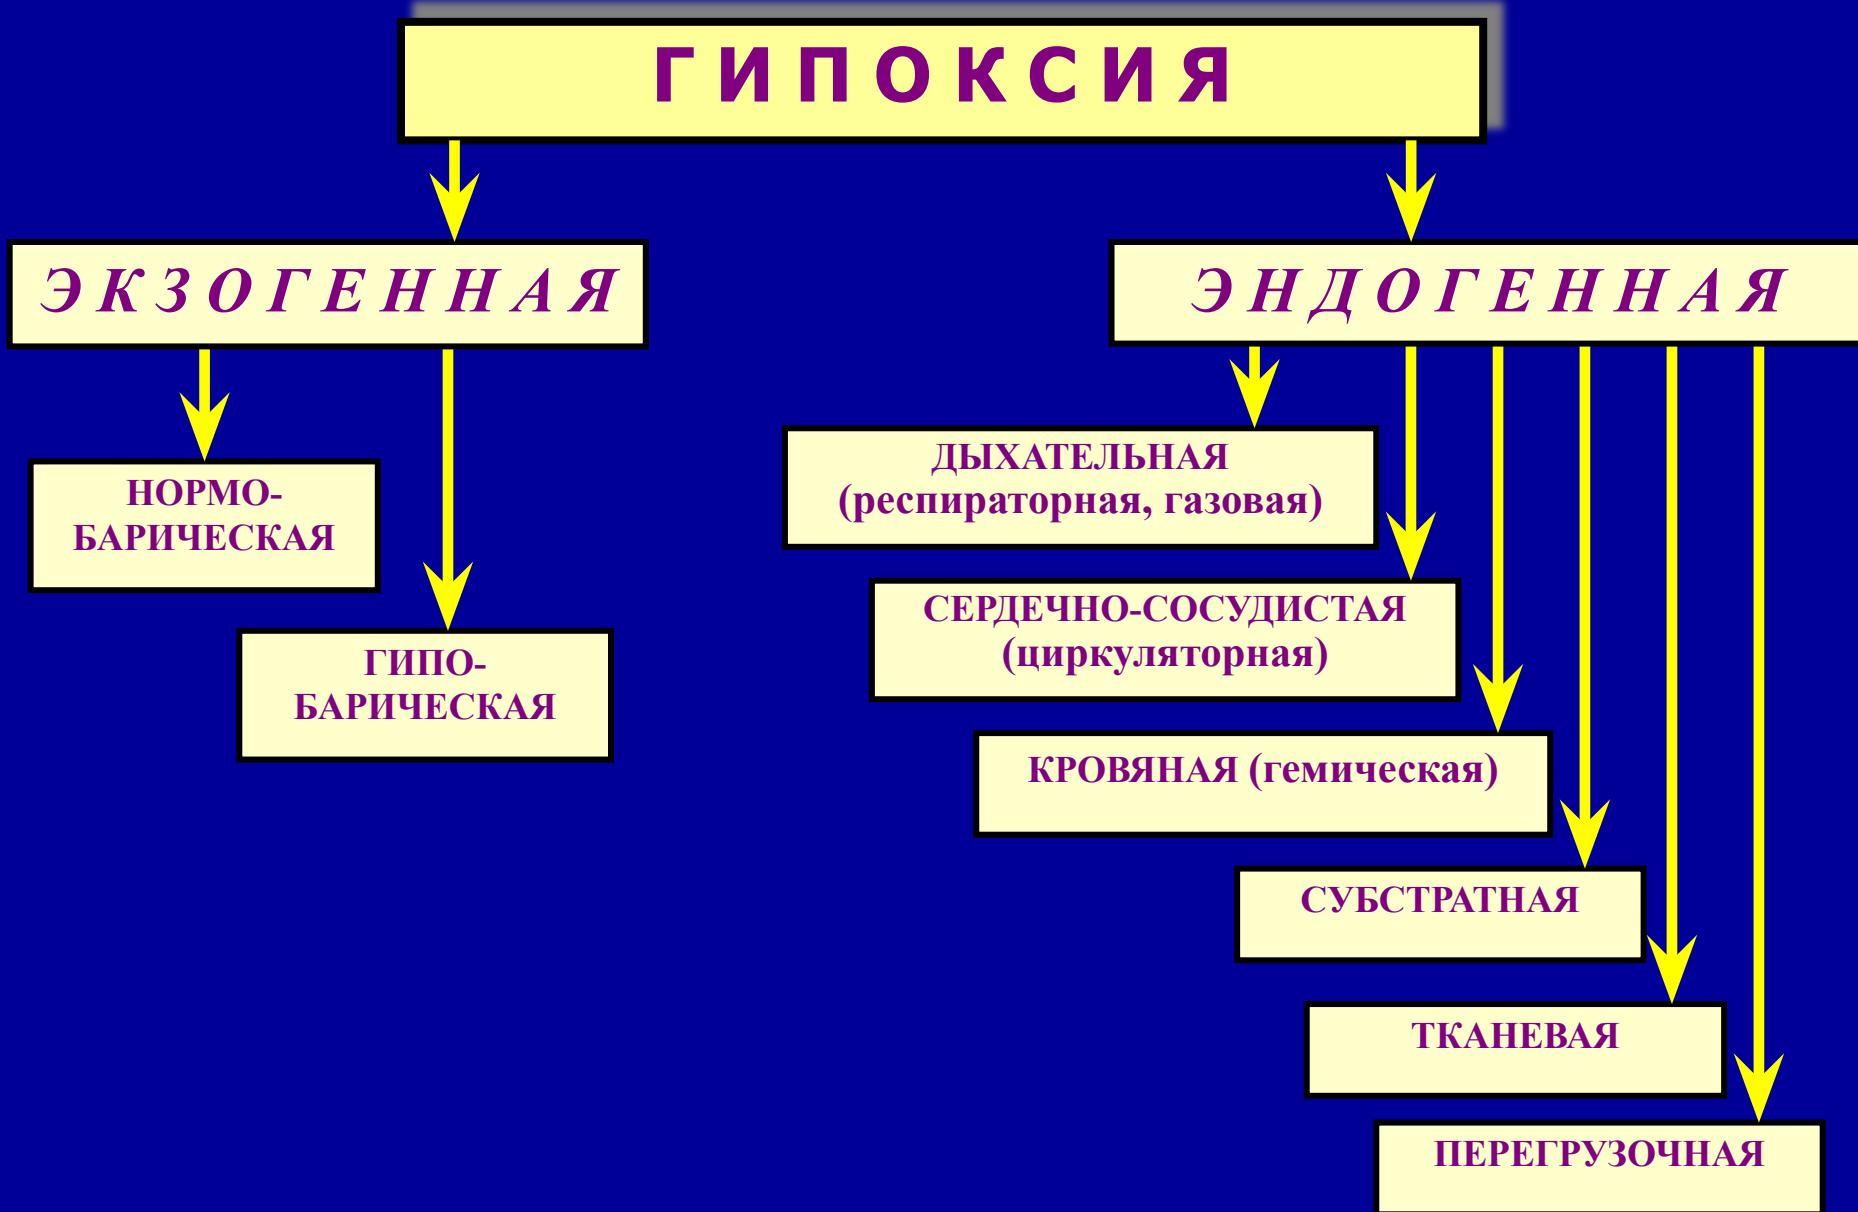 ГИПОКСИЯ
ЭКЗОГЕННАЯ
ЭНДОГЕННАЯ
НОРМО-
БАРИЧЕСКАЯ
ГИПО-
БАРИЧЕСКАЯ
ДЫХАТЕЛЬНАЯ
(респираторная, газовая)
СЕРДЕЧНО-СОСУДИСТАЯ
(циркуляторная)
КРОВЯНАЯ (гемическая)
СУБСТРАТНАЯ
ТКАНЕВАЯ
ПЕРЕГРУЗОЧНАЯ